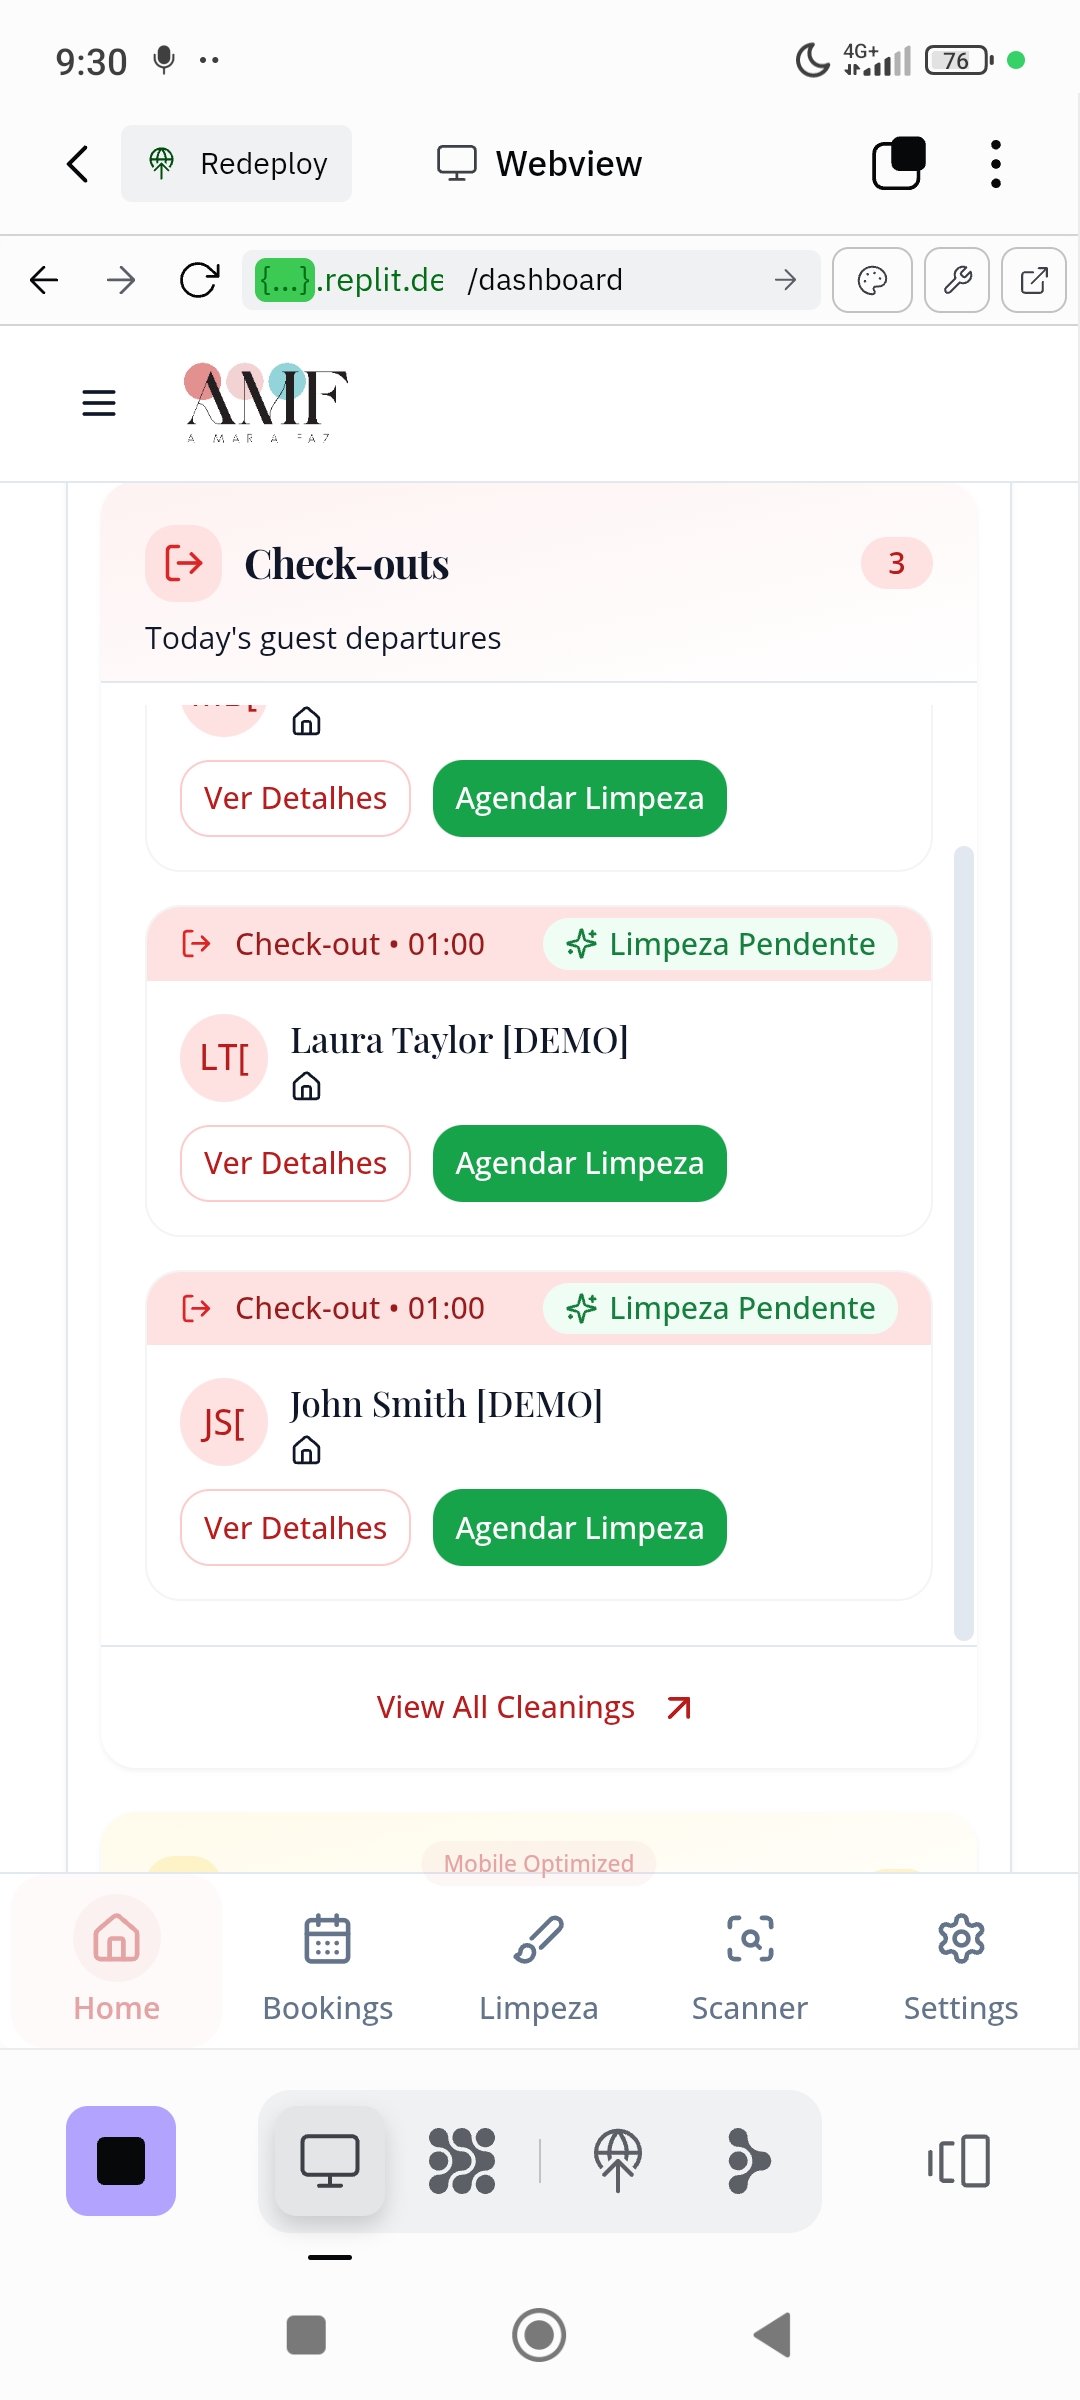 9:30
4G+
76
Redeploy
Webview
{...}.replit.de /dashboard
AMF
A MAR A FAZ
Check-outs
3
Today's guest departures
Ver Detalhes
Agendar Limpeza
Check-out • 01:00
Limpeza Pendente
LT[
Laura Taylor [DEMO]
Ver Detalhes
Agendar Limpeza
Check-out • 01:00
Limpeza Pendente
JS[
John Smith [DEMO]
Ver Detalhes
Agendar Limpeza
View All Cleanings
Mobile Optimized
Home
Bookings
Limpeza
Scanner
Settings